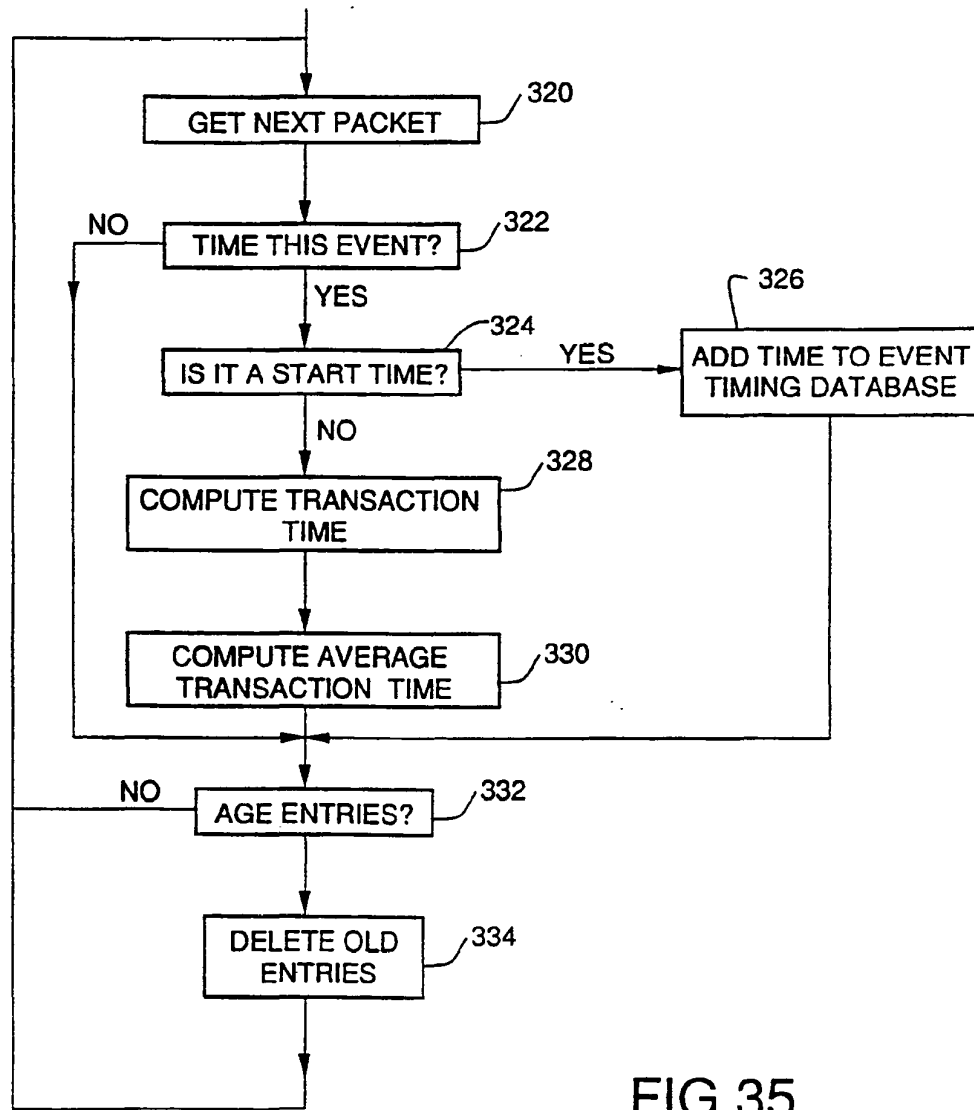 320
GET NEXT PACKET
NO
TIME THIS EVENT?
322
YES
324
326
IS IT A START TIME?
YES
ADD TIME TO EVENT
TIMING DATABASE
NO
328
COMPUTE TRANSACTION
TIME
COMPUTE AVERAGE
TRANSACTION TIME
330
NO
AGE ENTRIES?
332
DELETE OLD
ENTRIES
334
FIG.35